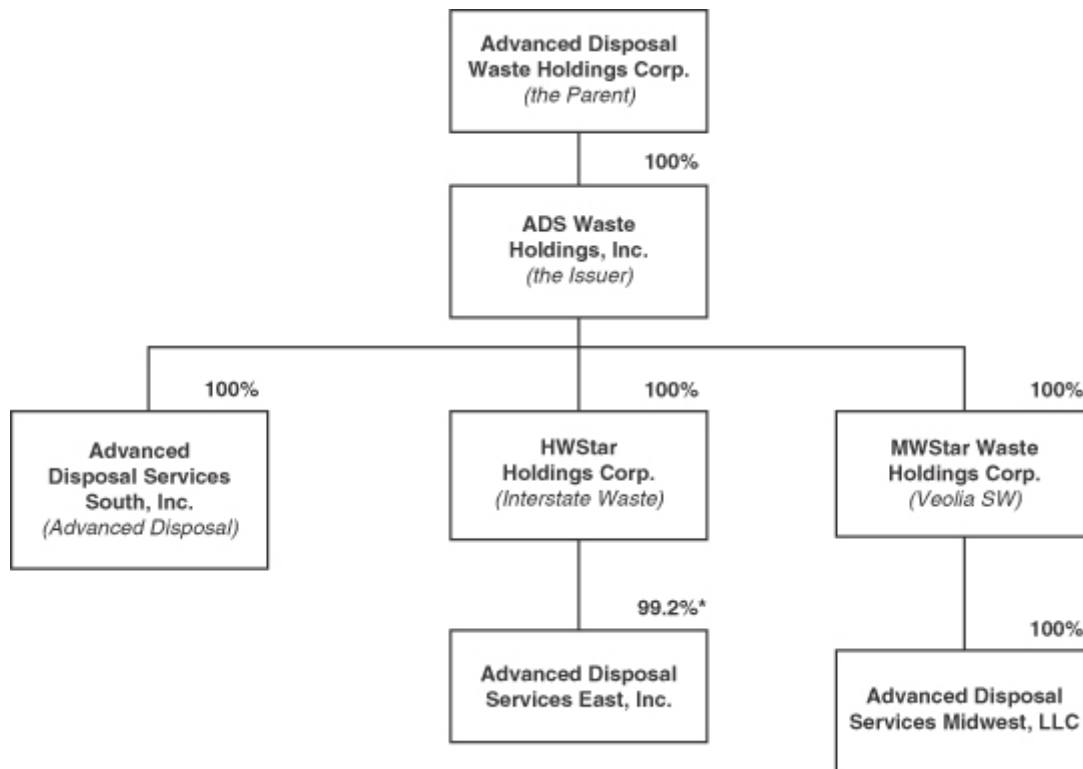 Advanced Disposal
Waste Holdings Corp.
(the Parent)
100%
ADS Waste
Holdings, Inc.
(the Issuer)
100%
100%
100%
Advanced
Disposal Services
South, Inc.
(Advanced Disposal)
HWStar
Holdings Corp.
(Interstate Waste)
MWStar Waste
Holdings Corp.
(Veolia SW)
99.2%*
100%
Advanced Disposal
Services East, Inc.
Advanced Disposal
Services Midwest, LLC